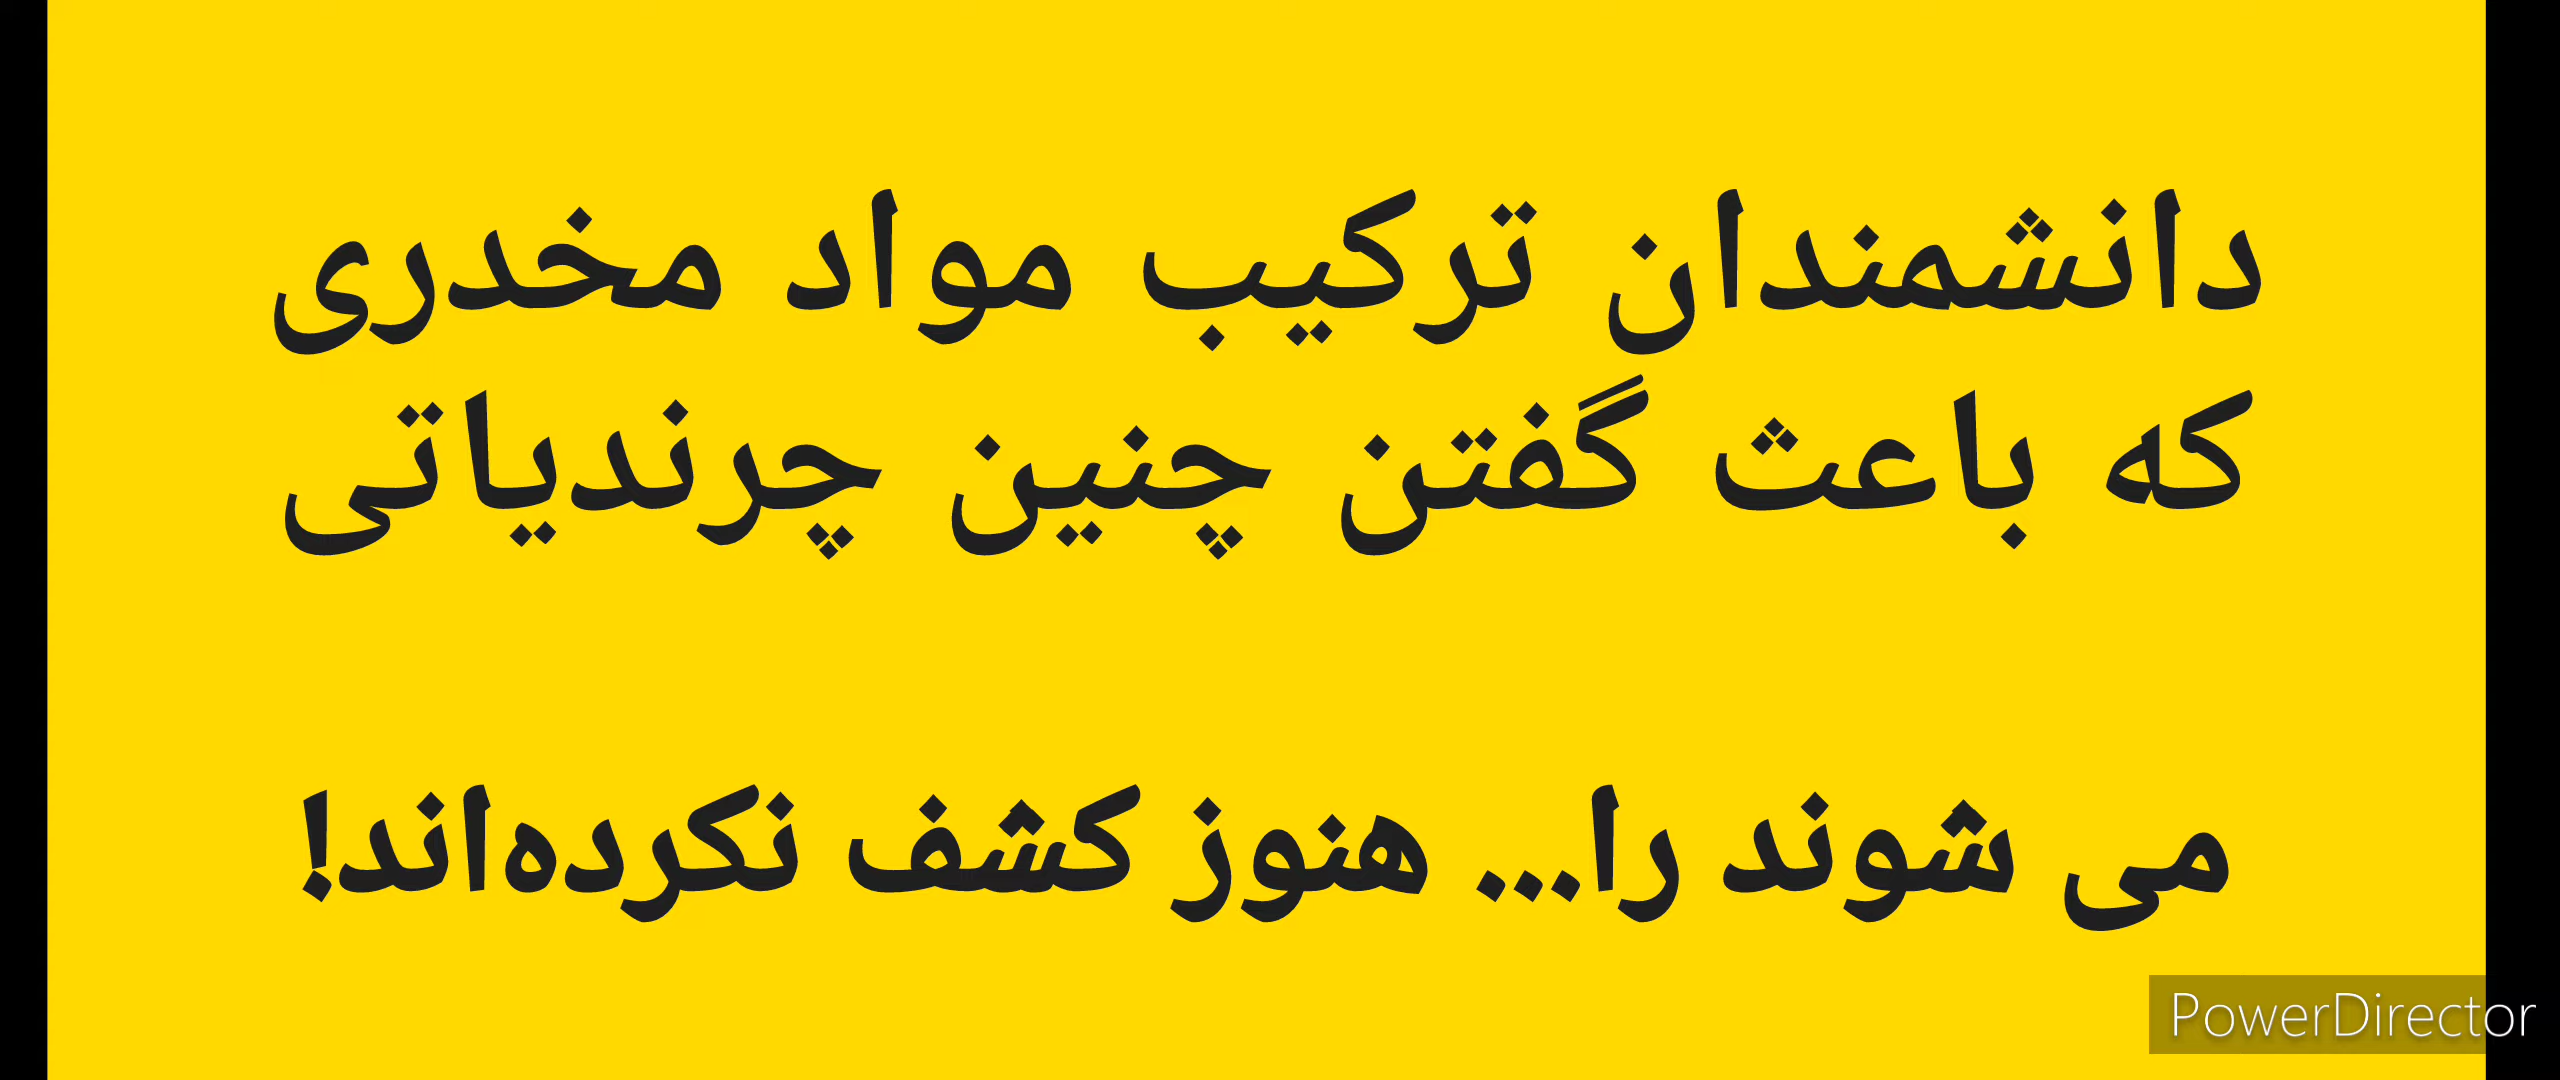 دانشمندان ترکیب مواد مخدری
که باعث گفتن چنین چرندیاتی
می شوند را... هنوز کشف نکرده‌اند!
PowerDirector